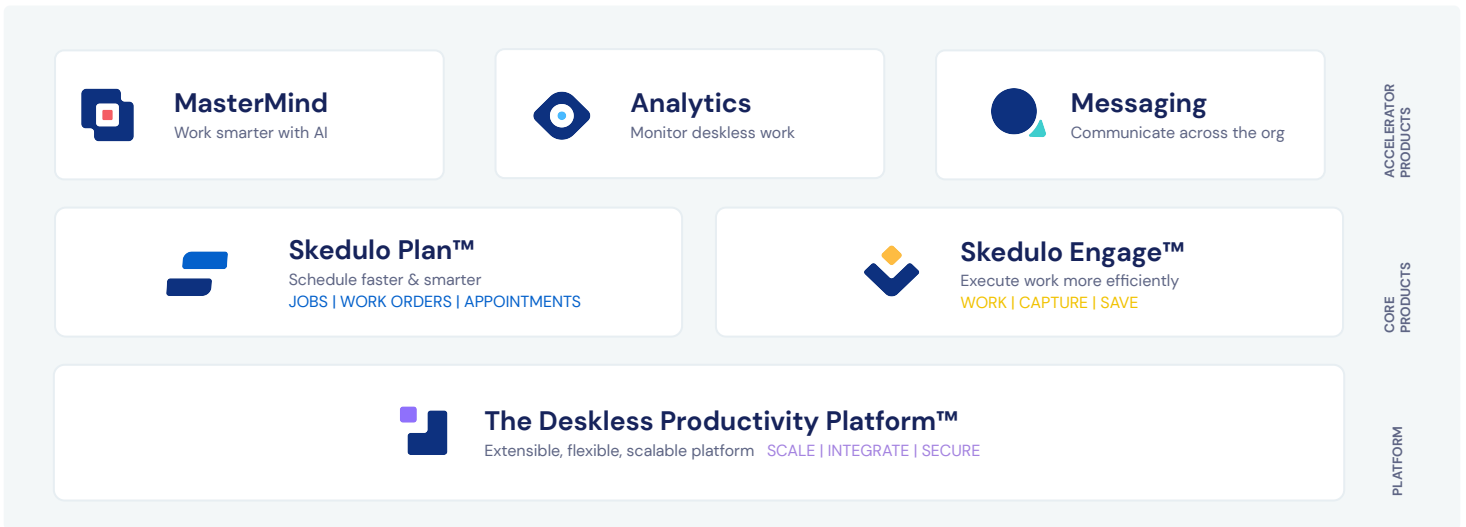 MasterMind
Work smarter with AI
Analytics
Monitor deskless work
Messaging
Communicate across the org
ACCELERATOR
PRODUCTS
Skedulo Plan™
Schedule faster & smarter
JOBS | WORK ORDERS | APPOINTMENTS
Skedulo Engage™
Execute work more efficiently
WORK | CAPTURE | SAVE
CORE
PRODUCTS
The Deskless Productivity Platform™
Extensible, flexible, scalable platform SCALE | INTEGRATE | SECURE
PLATFORM